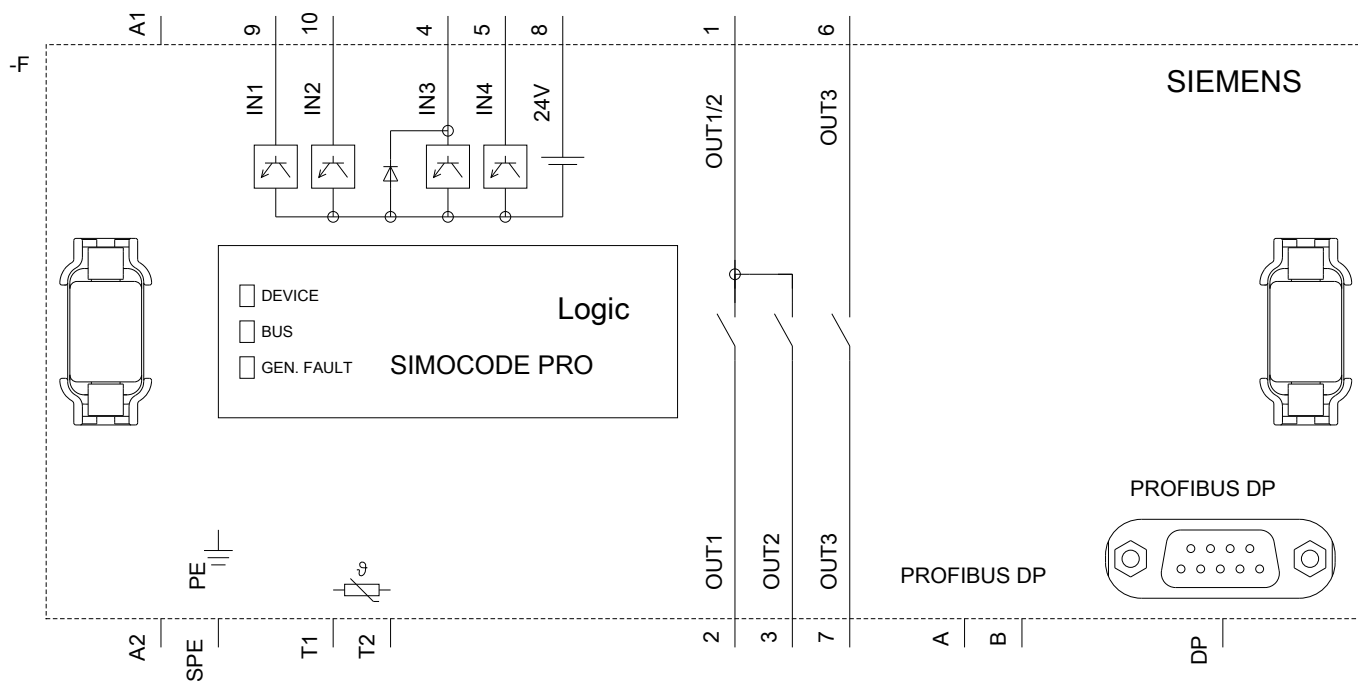 A1
9
10
4
5
8
1
6
-F
SIEMENS
IN1
IN2
IN3
IN4
24V
OUT1/2
OUT3
DEVICE
BUS
GEN. FAULT
Logic
SIMOCODE PRO
PROFIBUS DP
PE
ϑ
OUT1
OUT2
OUT3
PROFIBUS DP
A2
SPE
T1
T2
2
3
7
A
B
DP